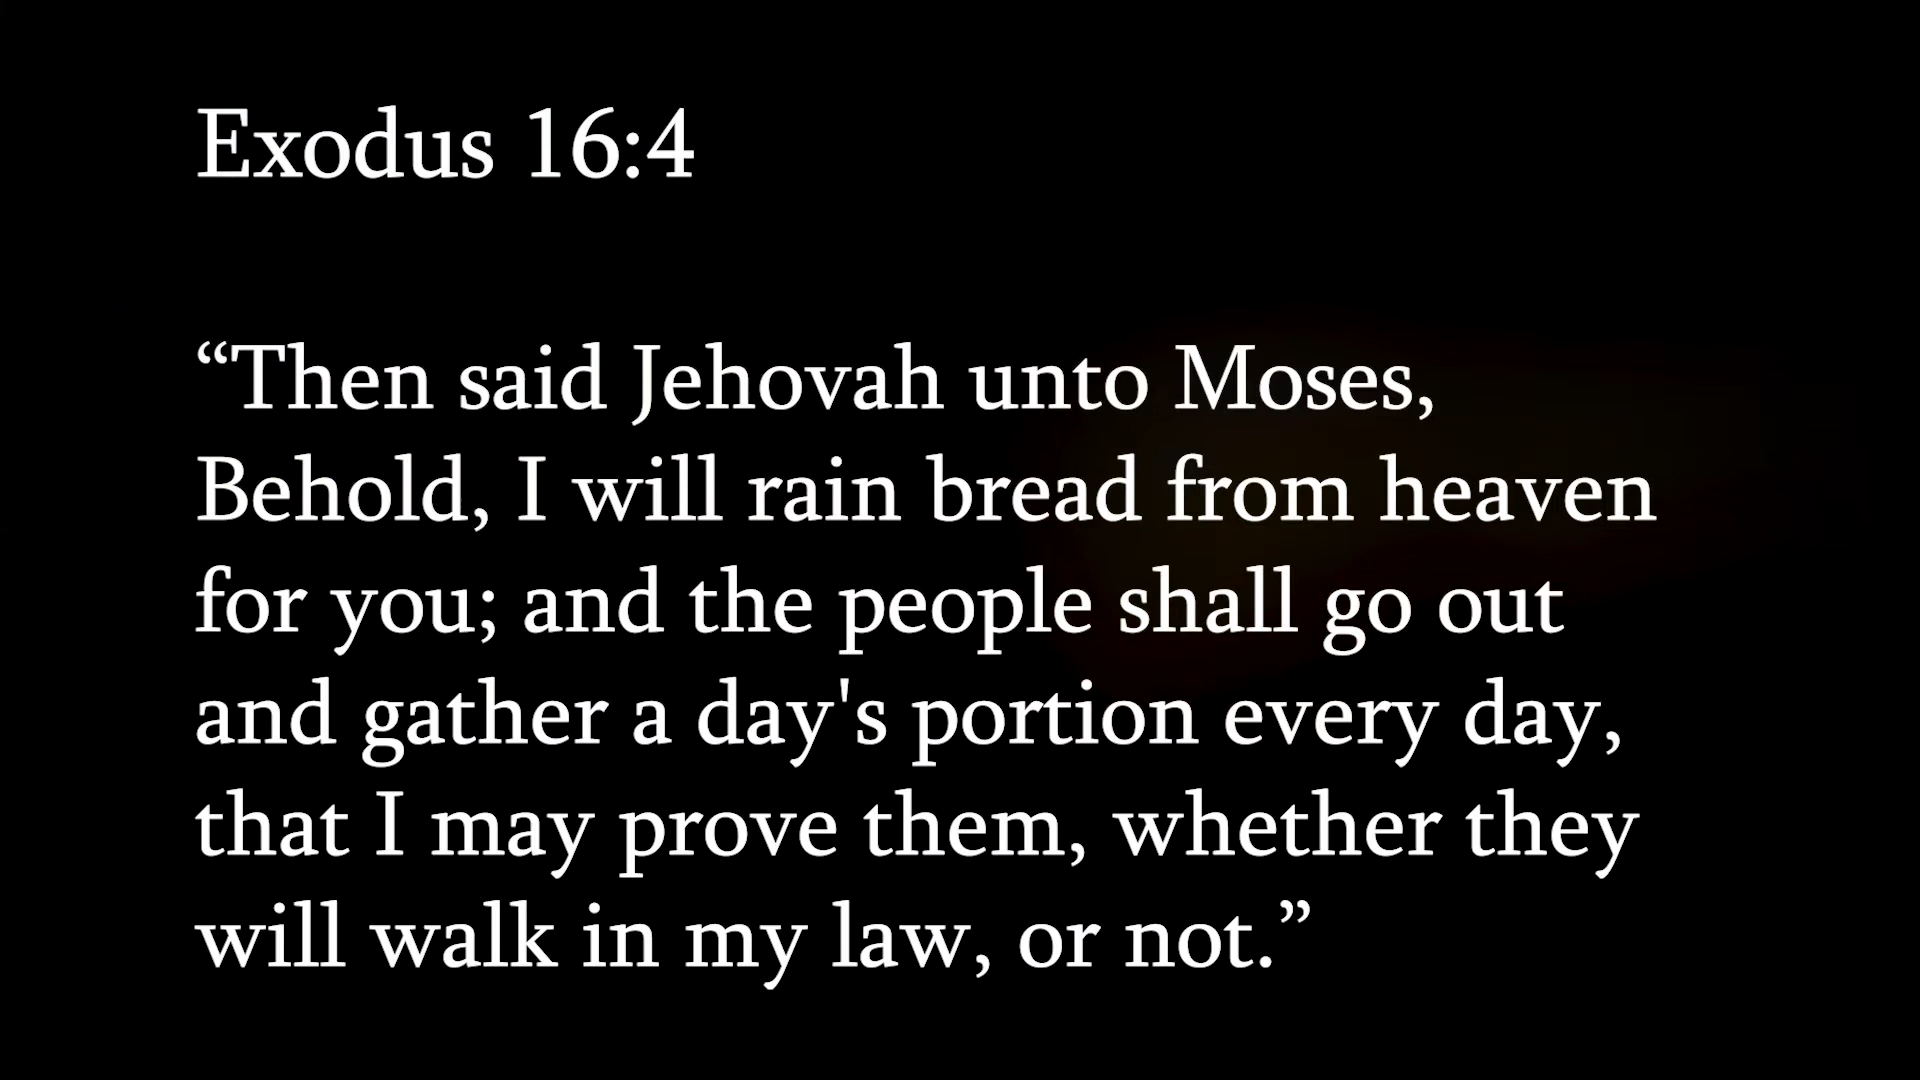 Exodus 16:4
“Then said Jehovah unto Moses,
Behold, I will rain bread from heaven
for you; and the people shall go out
and gather a day's portion every day,
that I may prove them, whether they
will walk in my law, or not.”